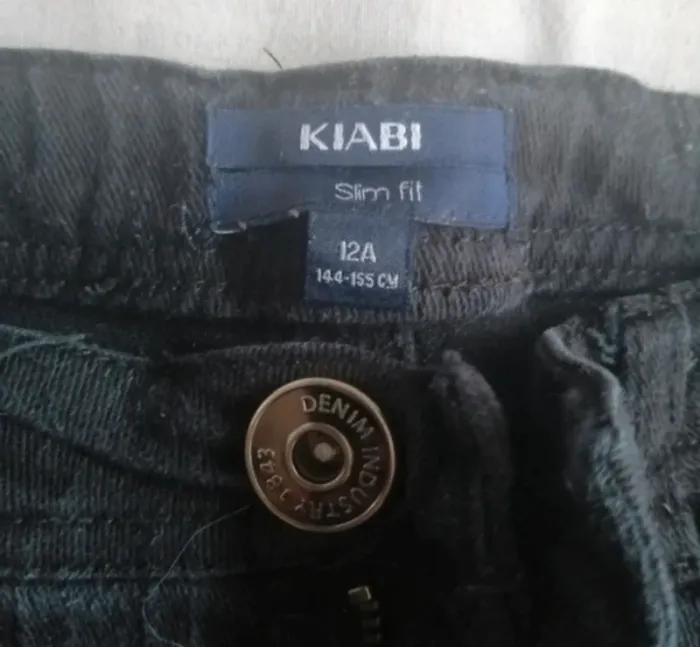 KIABI
Slim fit
12A
144-155 CM
DENIM INDUSTRY 1843